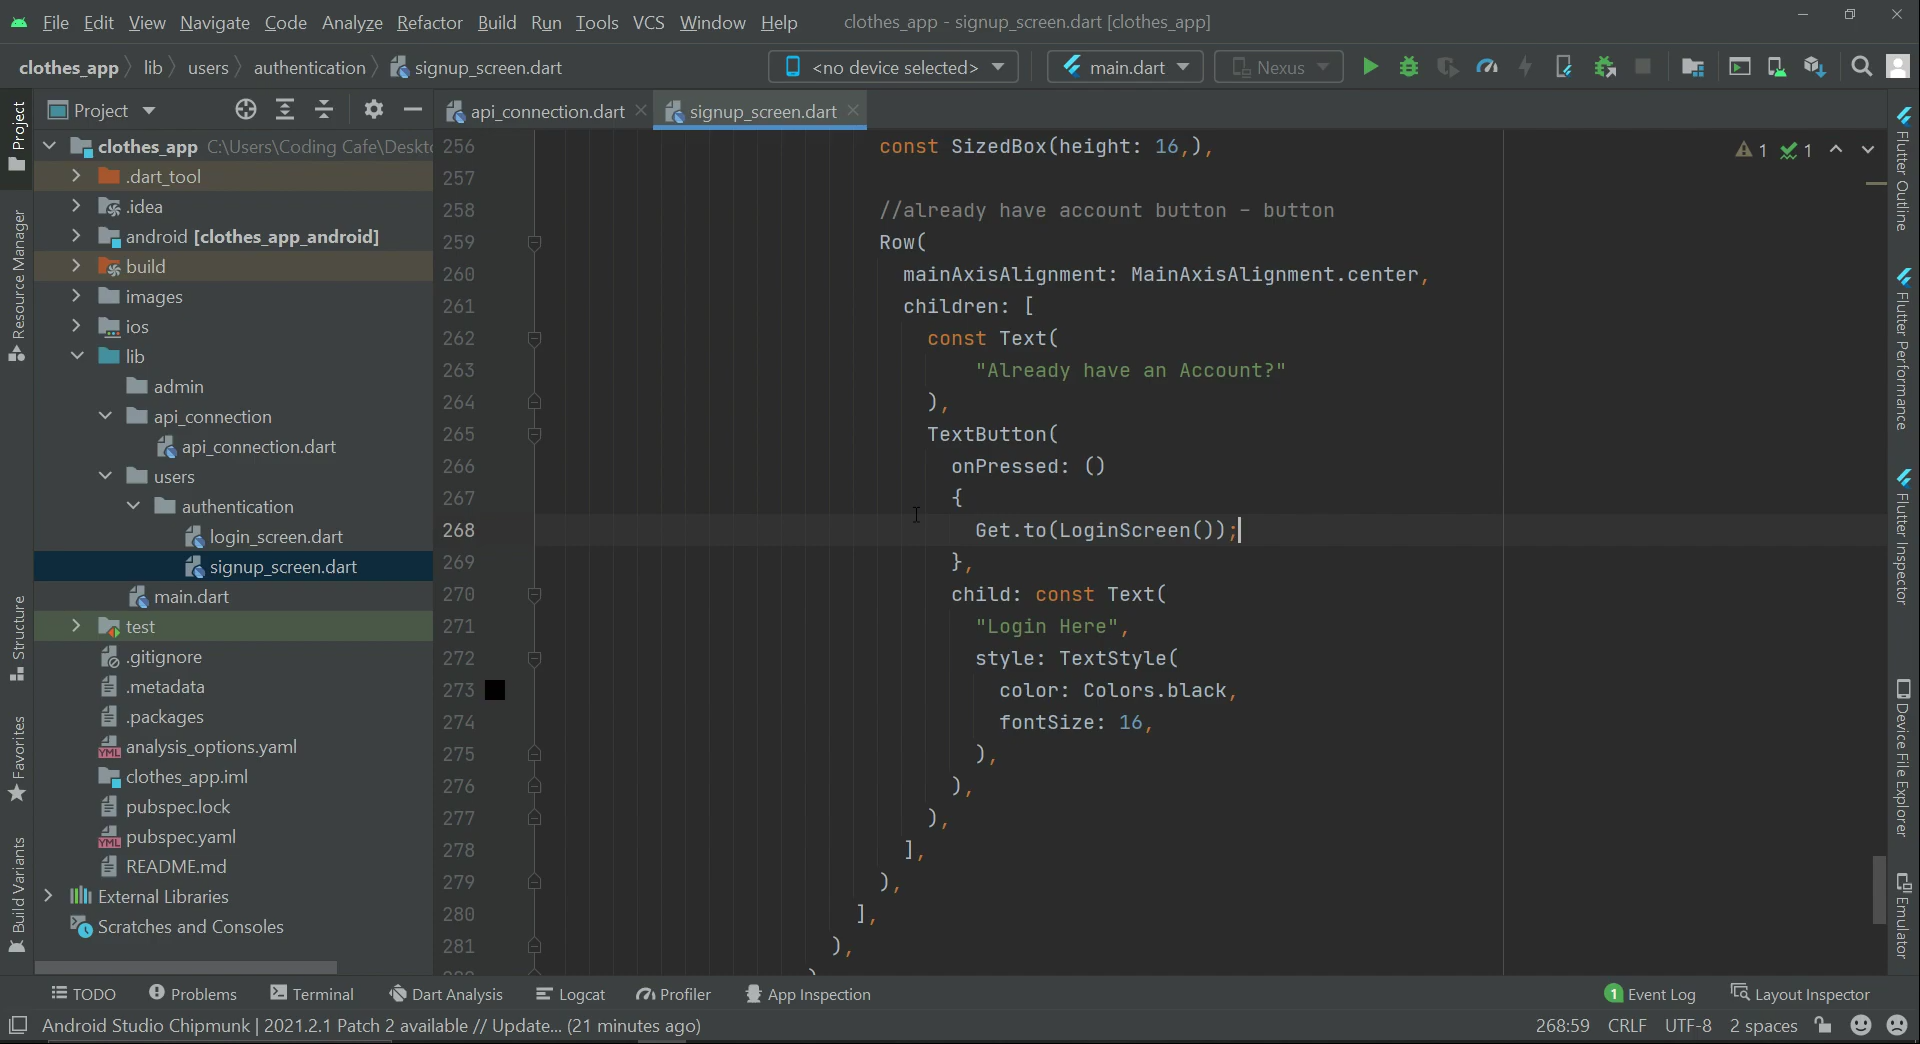 File Edit View Navigate Code Analyze Refactor Build Run Tools VCS Window Help clothes_app - signup_screen.dart [clothes_app]
clothes_app lib users authentication signup_screen.dart <no device selected> main.dart Nexus
Project
api_connection.dart signup_screen.dart
clothes_app C:\Users\Coding Cafe\Deskt
.dart_tool
.idea
android [clothes_app_android]
build
images
ios
lib
admin
api_connection
api_connection.dart
users
authentication
login_screen.dart
signup_screen.dart
main.dart
test
.gitignore
.metadata
.packages
analysis_options.yaml
clothes_app.iml
pubspec.lock
pubspec.yaml
README.md
External Libraries
Scratches and Consoles
Project
Resource Manager
Structure
Favorites
Build Variants
256 const SizedBox(height: 16,),
257
258 //already have account button - button
259 Row(
260 mainAxisAlignment: MainAxisAlignment.center,
261 children: [
262 const Text(
263 "Already have an Account?"
264 ),
265 TextButton(
266 onPressed: ()
267 {
268 Get.to(LoginScreen());
269 },
270 child: const Text(
271 "Login Here",
272 style: TextStyle(
273 color: Colors.black,
274 fontSize: 16,
275 ),
276 ),
277 ),
278 ],
279 ),
280 ],
281 ),
1 1
Flutter Outline
Flutter Performance
Flutter Inspector
Device File Explorer
Emulator
TODO Problems Terminal Dart Analysis Logcat Profiler App Inspection 1 Event Log Layout Inspector
Android Studio Chipmunk | 2021.2.1 Patch 2 available // Update... (21 minutes ago) 268:59 CRLF UTF-8 2 spaces